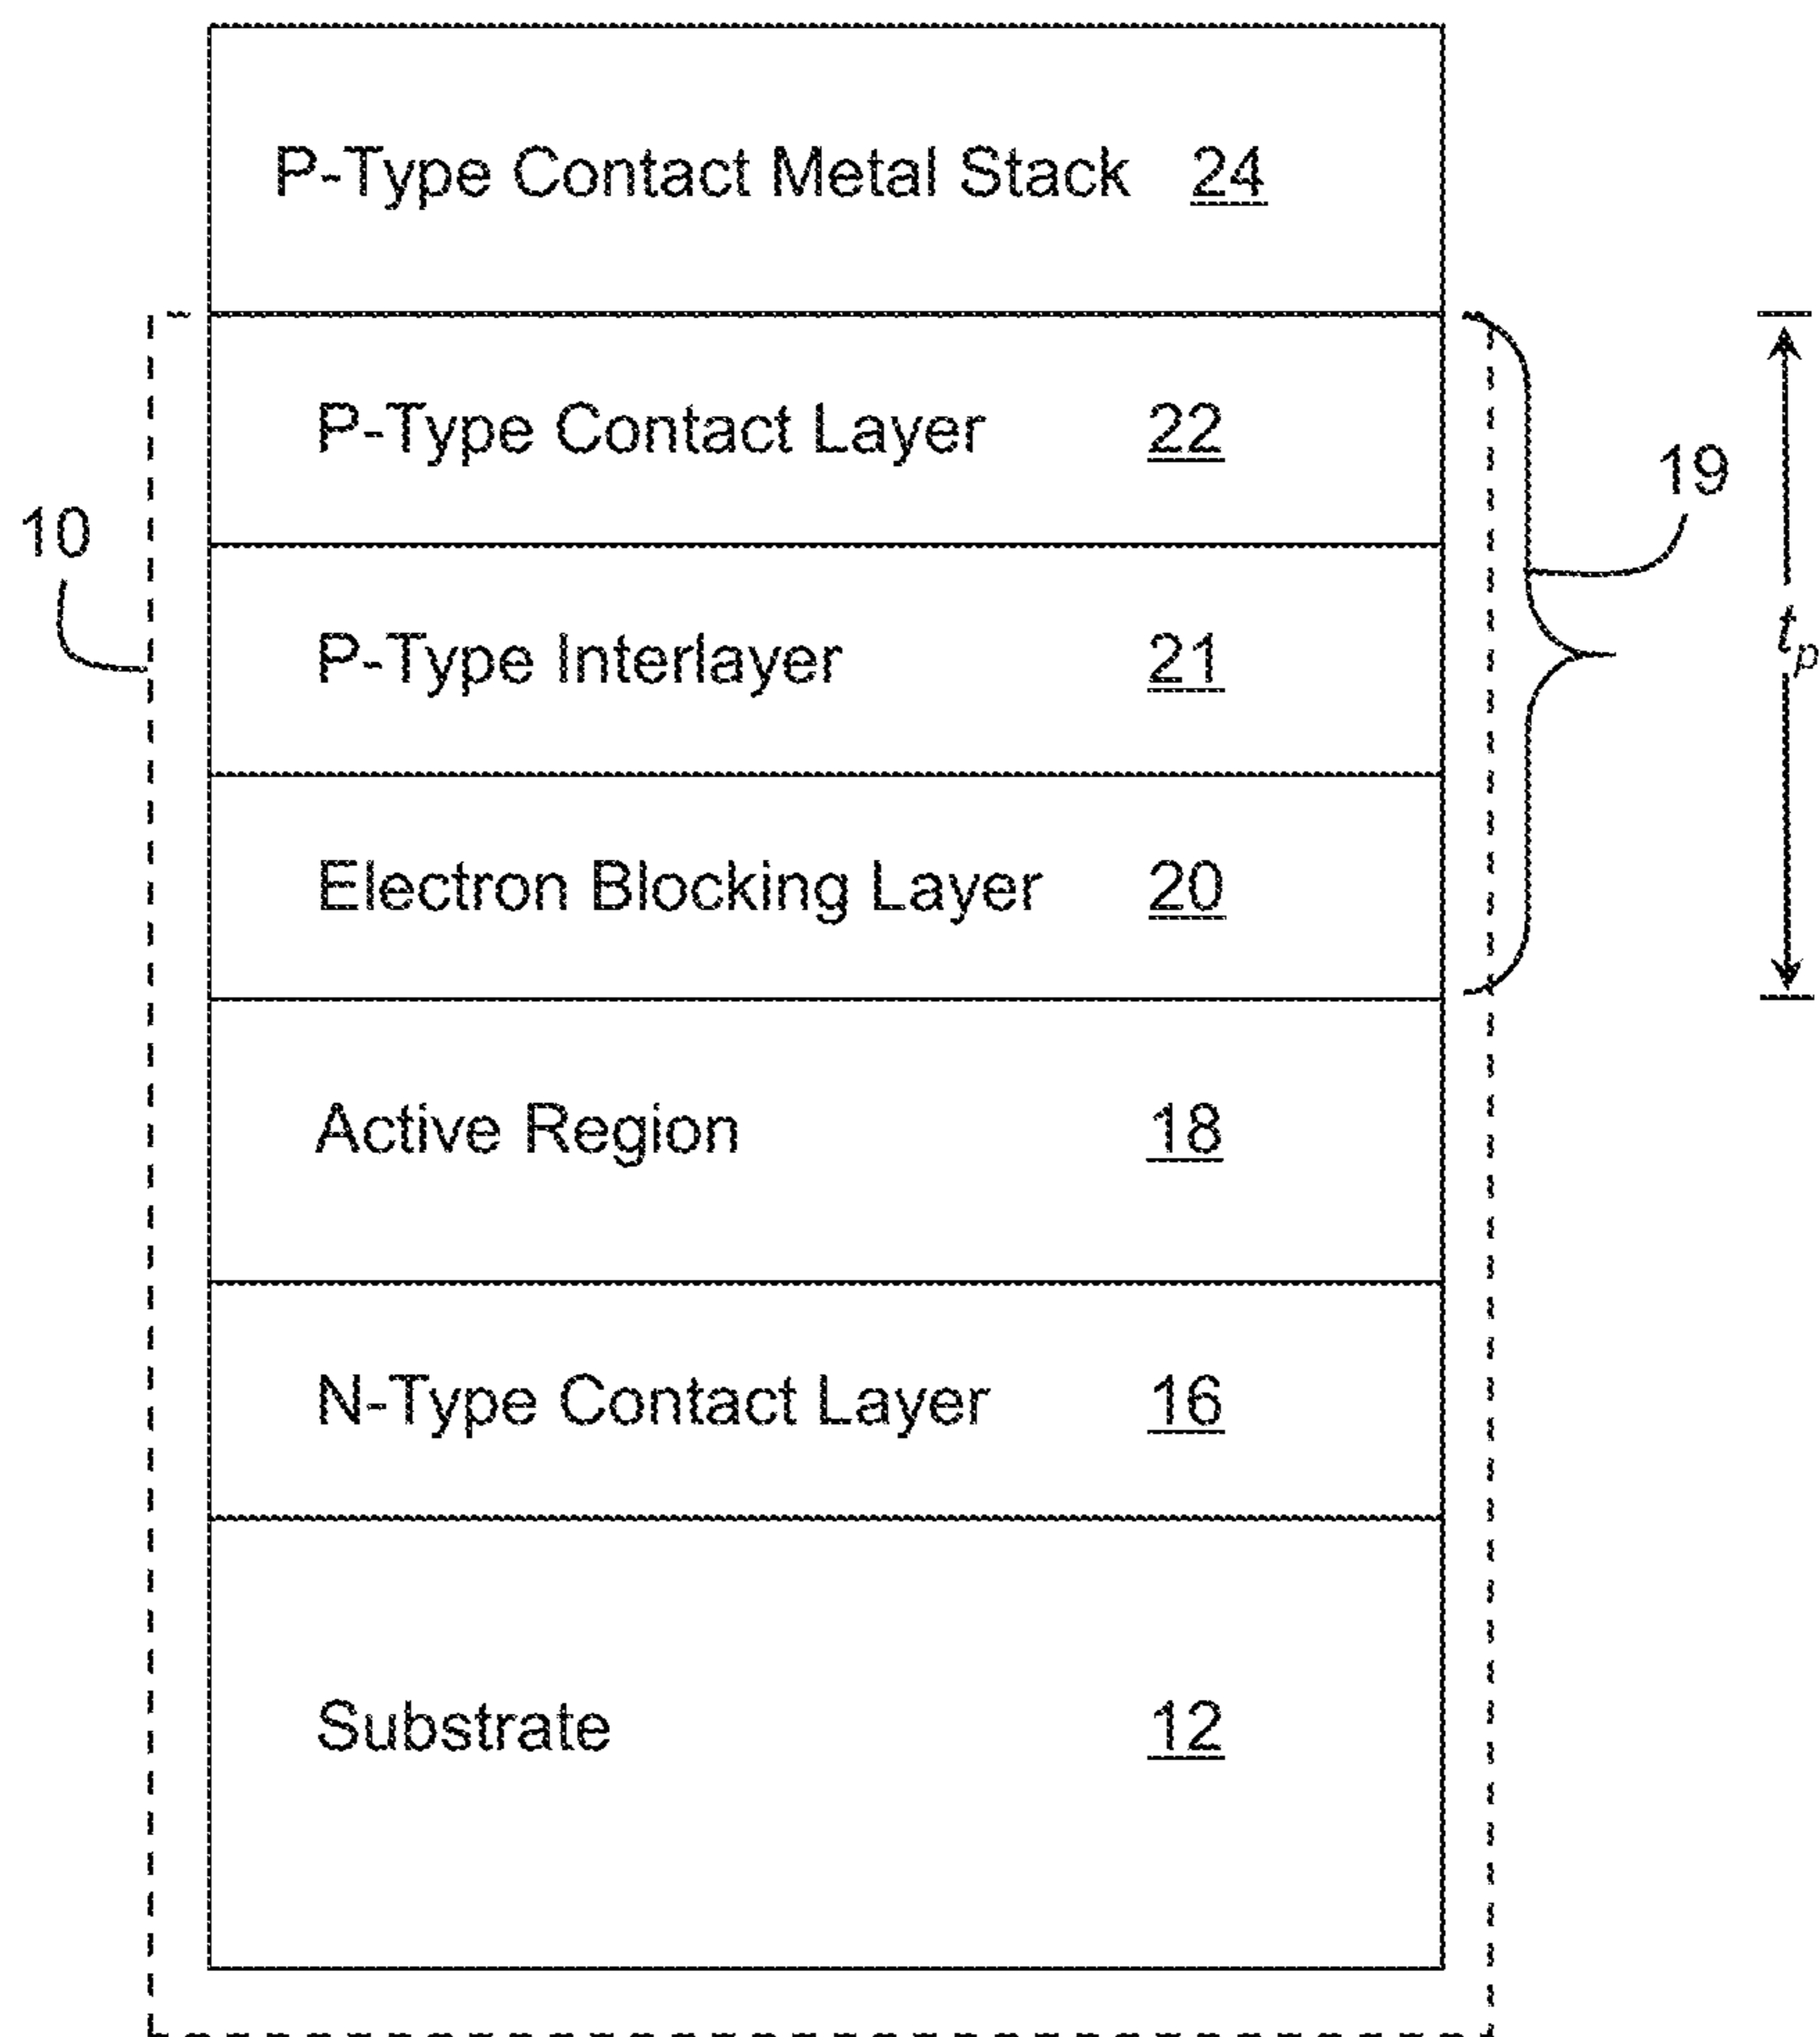 P-Type Contact Metal Stack 24
P-Type Contact Layer 22
19
10
P-Type Interlayer 21
tp
Electron Blocking Layer 20
Active Region 18
N-Type Contact Layer 16
Substrate 12